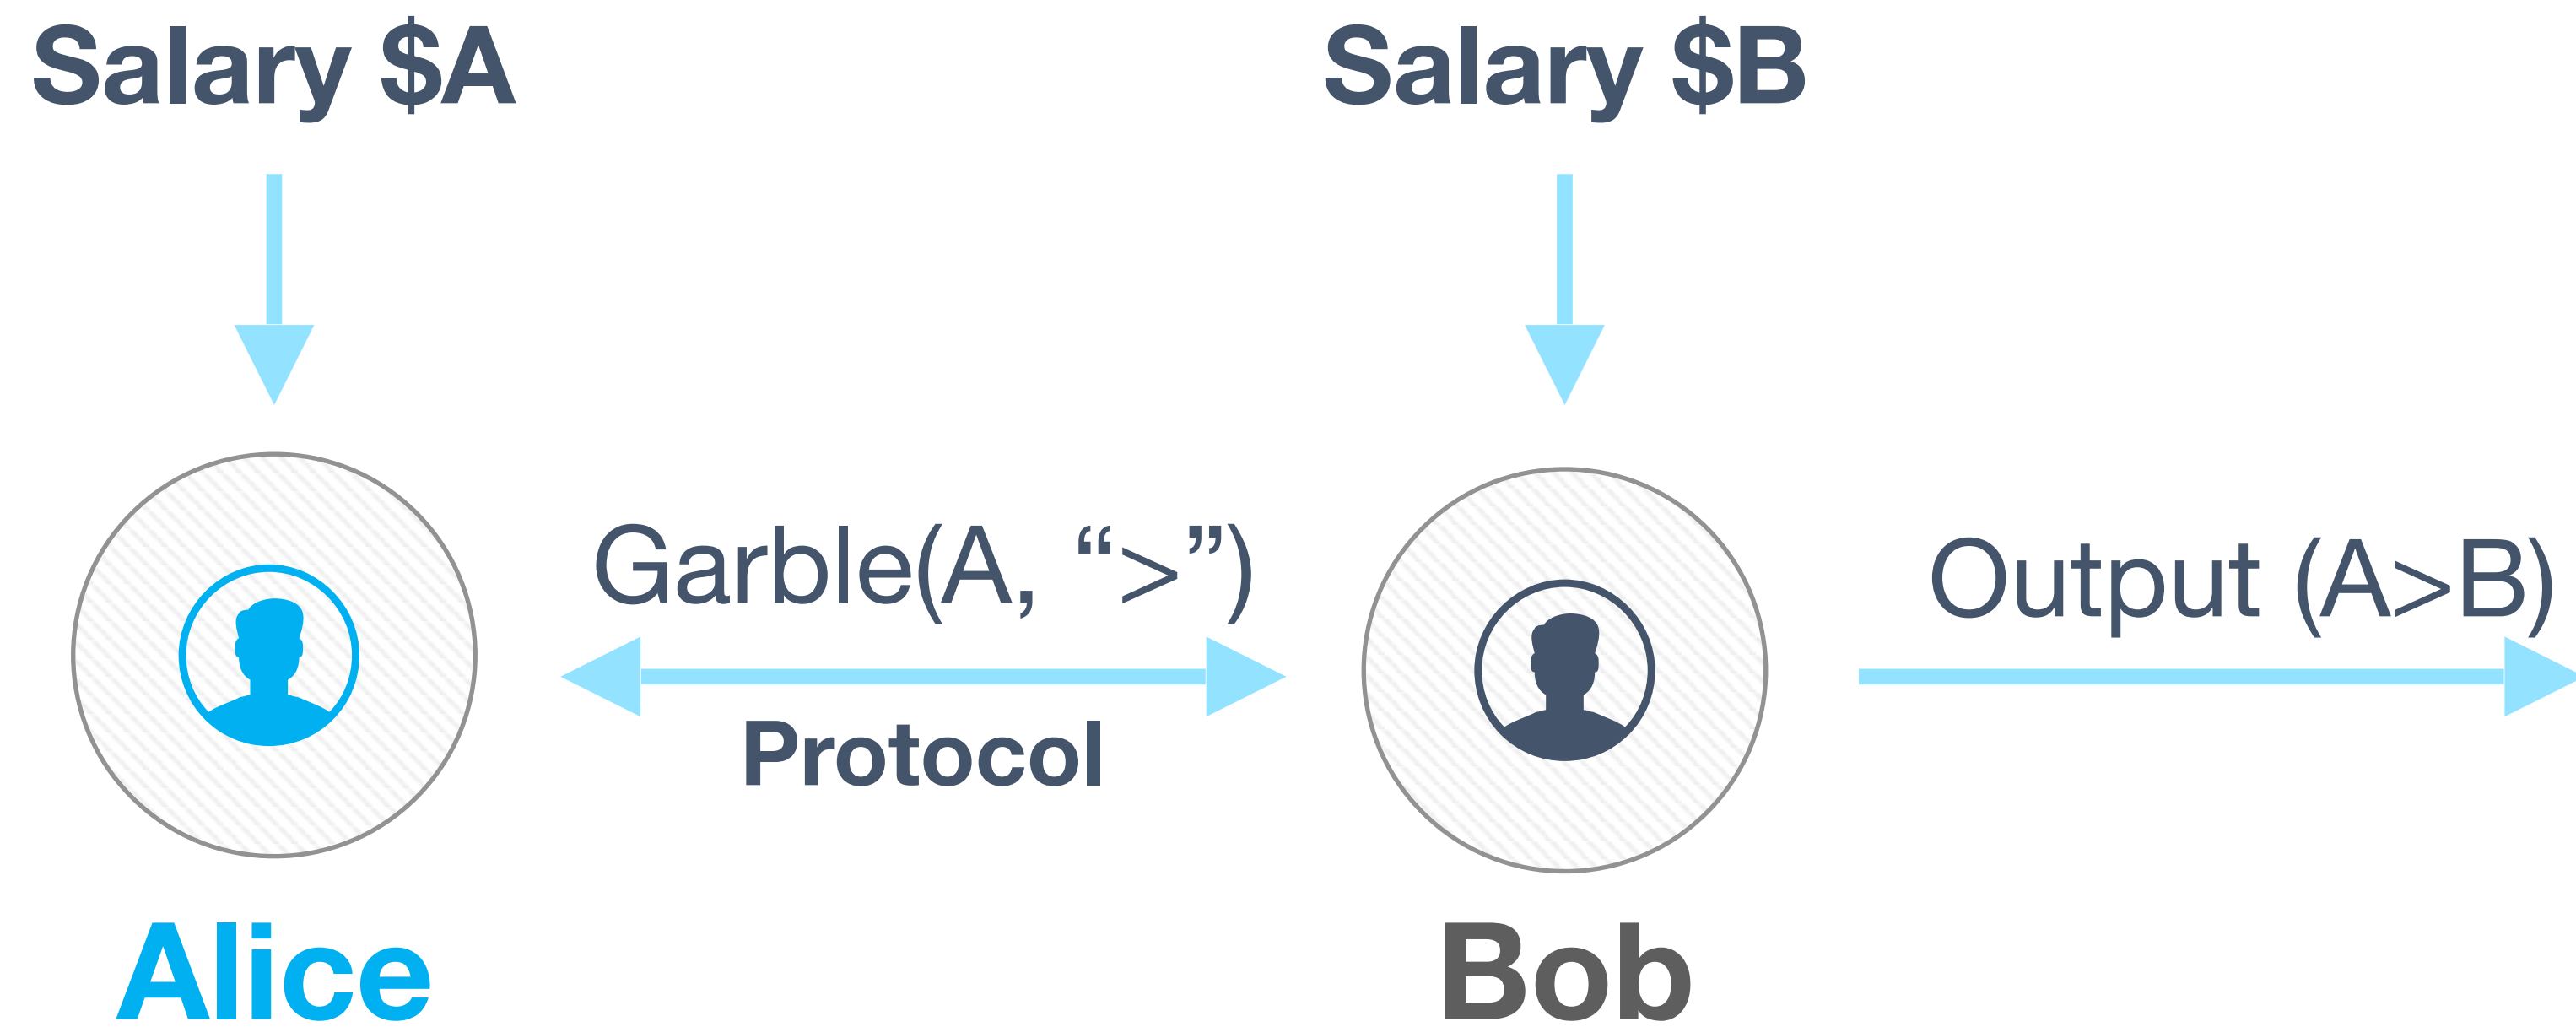 Salary $A
Salary $B
Garble(A, “>”)
Output (A>B)
Protocol
Alice
Bob